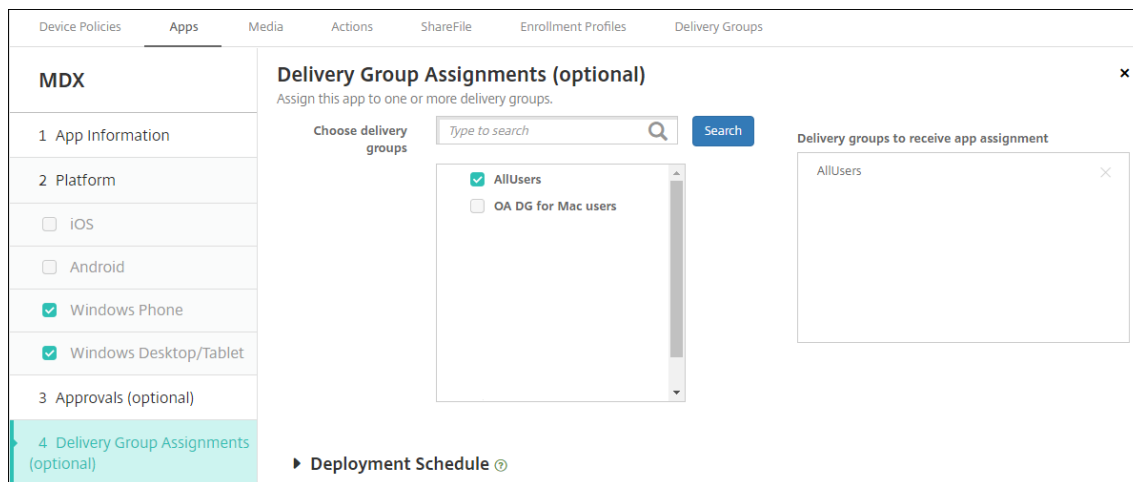 Device Policies Apps Media Actions ShareFile Enrollment Profiles Delivery Groups
MDX
1 App Information
2 Platform
iOS
Android
Windows Phone
Windows Desktop/Tablet
3 Approvals (optional)
4 Delivery Group Assignments
(optional)
Delivery Group Assignments (optional)
Assign this app to one or more delivery groups.
Choose delivery
groups
Type to search
Search
AllUsers
OA DG for Mac users
Delivery groups to receive app assignment
AllUsers
Deployment Schedule